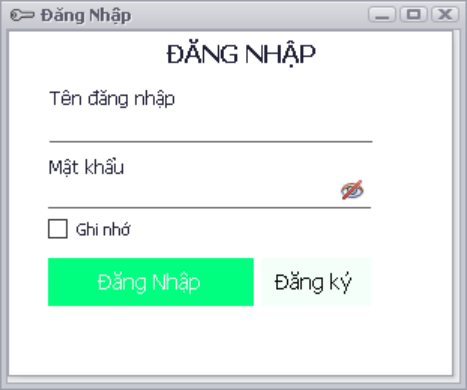 Đăng Nhập
ĐĂNG NHẬP
Tên đăng nhập
Mật khẩu
Ghi nhớ
Đăng Nhập
Đăng ký